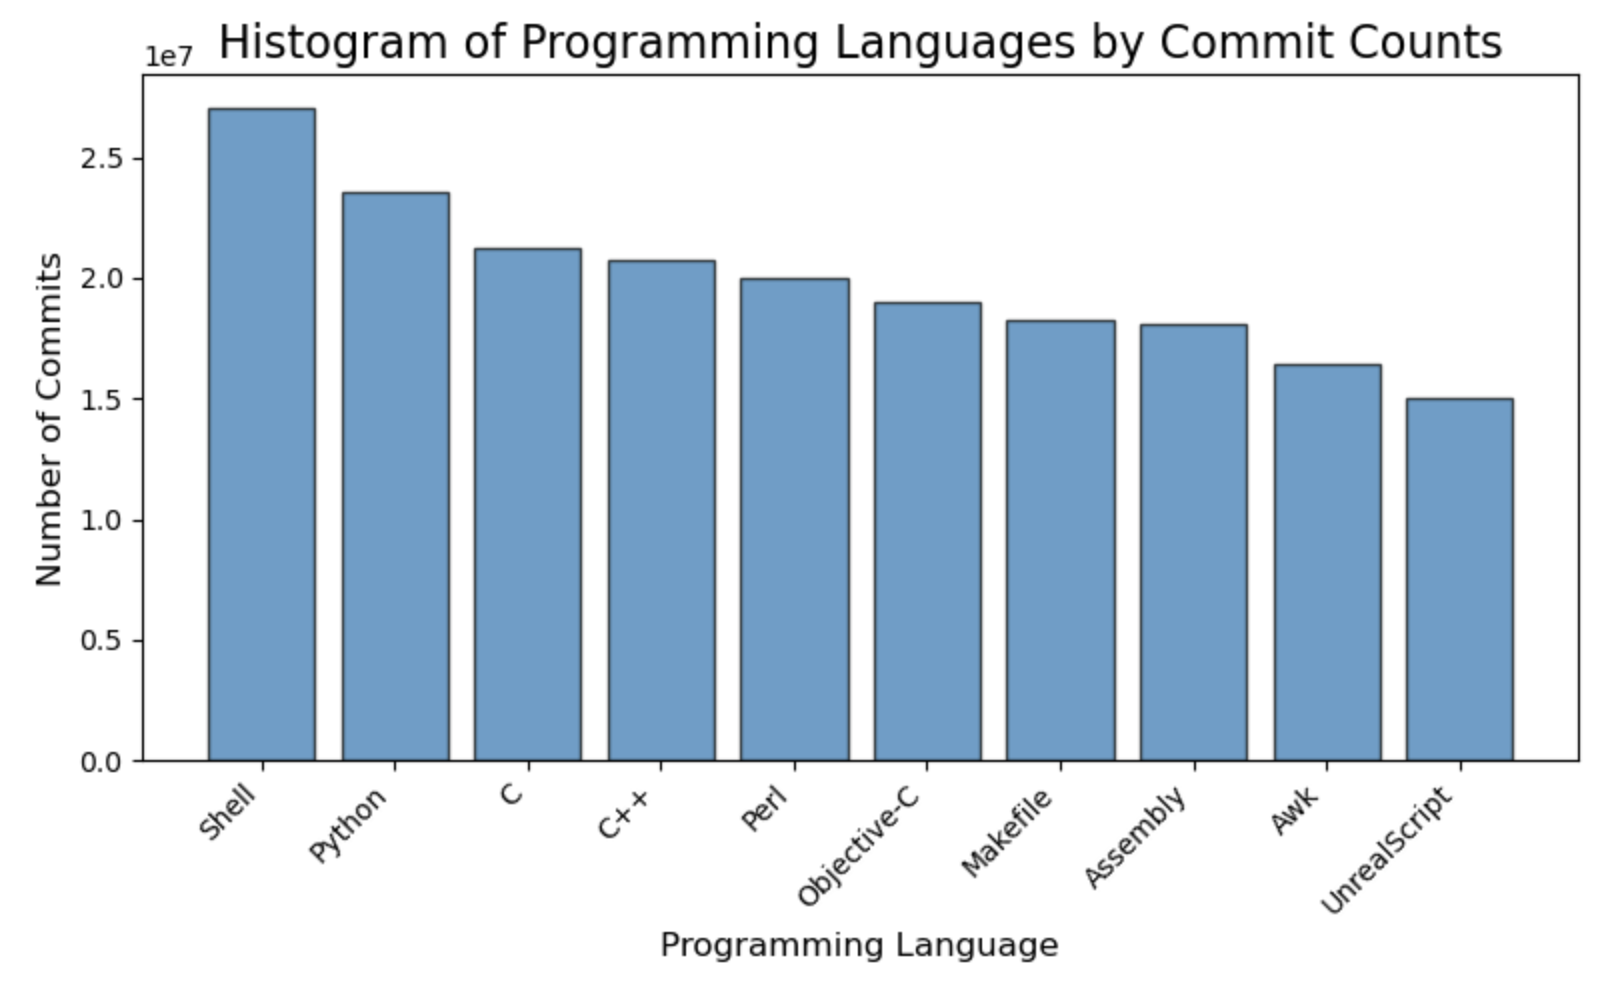 Histogram of Programming Languages by Commit Counts
1e7
Number of Commits
2.5
2.0
1.5
1.0
0.5
0.0
Shell
Python
C
C++
Perl
Objective-C
Makefile
Assembly
Awk
UnrealScript
Programming Language